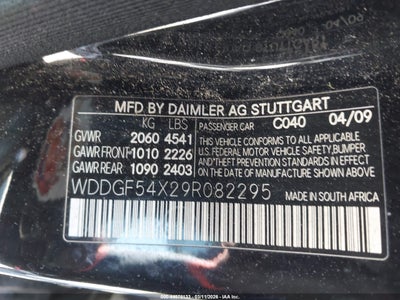 MFD BY DAIMLER AG STUTTGART
KG LBS PASSENGER CAR C040 04/09
GVWR 2060 4541 THIS VEHICLE CONFORMS TO ALL APPLICABLE
GAWR FRONT 1010 2226 FEDERAL MOTOR VEHICLE SAFETY, BUMPER
GAWR REAR 1090 2403 AND THEFT PREVENTION STANDARDS IN EFFECT
ON THE DATE OF MANUFACTURE SHOWN ABOVE
WDDGF54X29R082295
MADE IN SOUTH AFRICA